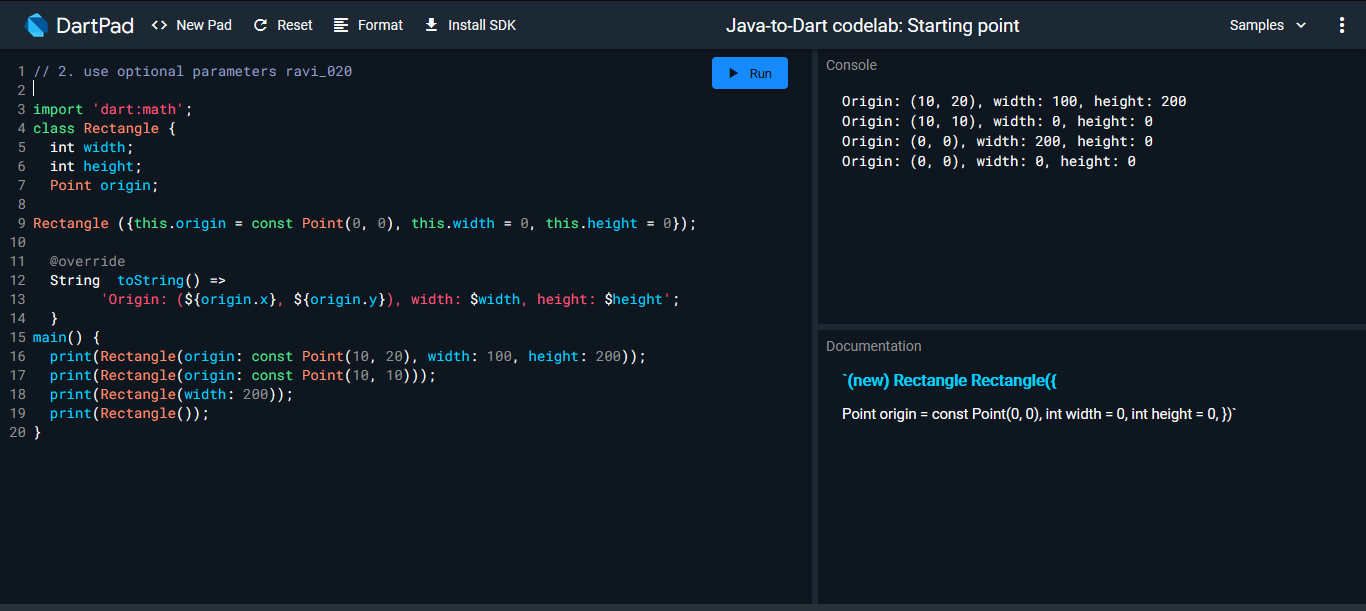 DartPad <> New Pad Reset Format Install SDK Java-to-Dart codelab: Starting point Samples
1 // 2. use optional parameters ravi_020
2
3 import 'dart:math';
4 class Rectangle {
5   int width;
6   int height;
7   Point origin;
8
9 Rectangle ({this.origin = const Point(0, 0), this.width = 0, this.height = 0});
10
11   @override
12   String  toString() =>
13         'Origin: (${origin.x}, ${origin.y}), width: $width, height: $height';
14   }
15 main() {
16   print(Rectangle(origin: const Point(10, 20), width: 100, height: 200));
17   print(Rectangle(origin: const Point(10, 10)));
18   print(Rectangle(width: 200));
19   print(Rectangle());
20 }
Run
Console
Origin: (10, 20), width: 100, height: 200
Origin: (10, 10), width: 0, height: 0
Origin: (0, 0), width: 200, height: 0
Origin: (0, 0), width: 0, height: 0
Documentation
`(new) Rectangle Rectangle({
Point origin = const Point(0, 0), int width = 0, int height = 0, })`